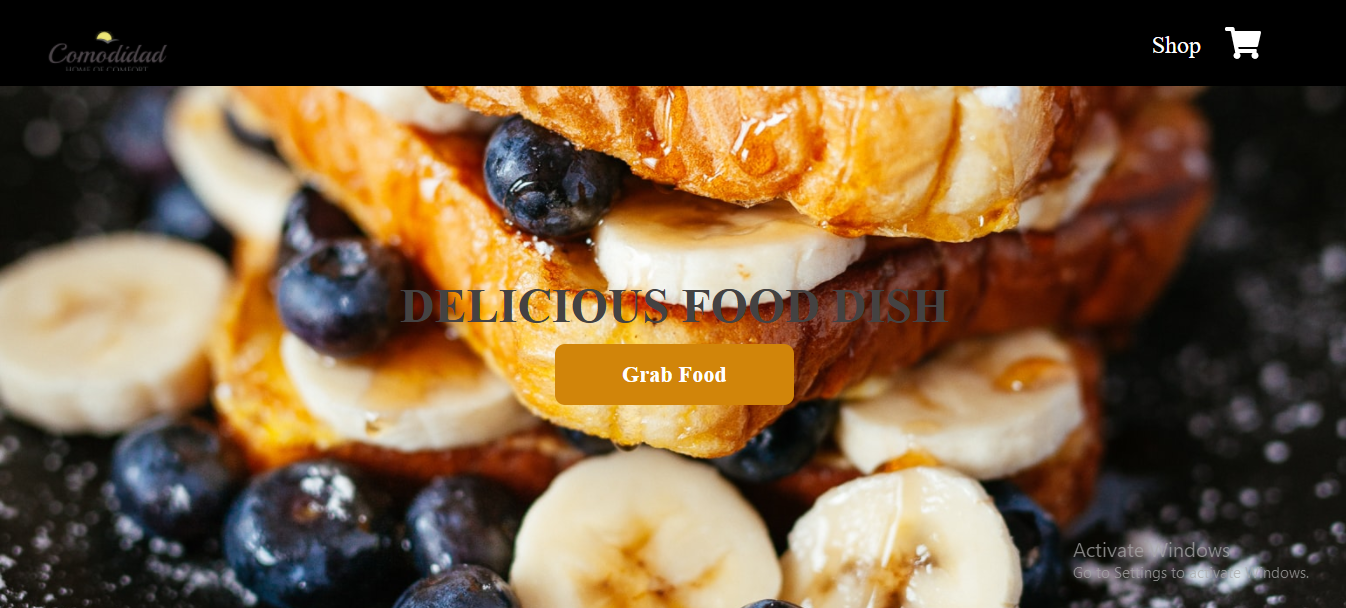 Comodidad
HOME OF COMFORT
Shop
DELICIOUS FOOD DISH
Grab Food
Activate Windows
Go to Settings to activate Windows.